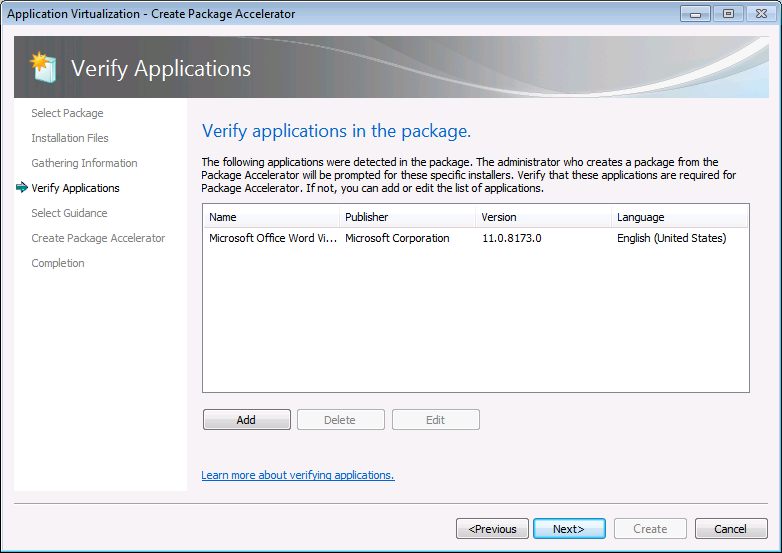 Application Virtualization - Create Package Accelerator
Verify Applications
Select Package
Installation Files
Gathering Information
Verify Applications
Select Guidance
Create Package Accelerator
Completion
Verify applications in the package.
The following applications were detected in the package. The administrator who creates a package from the
Package Accelerator will be prompted for these specific installers. Verify that these applications are required for
Package Accelerator. If not, you can add or edit the list of applications.
Name Publisher Version Language
Microsoft Office Word Vi... Microsoft Corporation 11.0.8173.0 English (United States)
Add Delete Edit
Learn more about verifying applications.
<Previous Next> Create Cancel